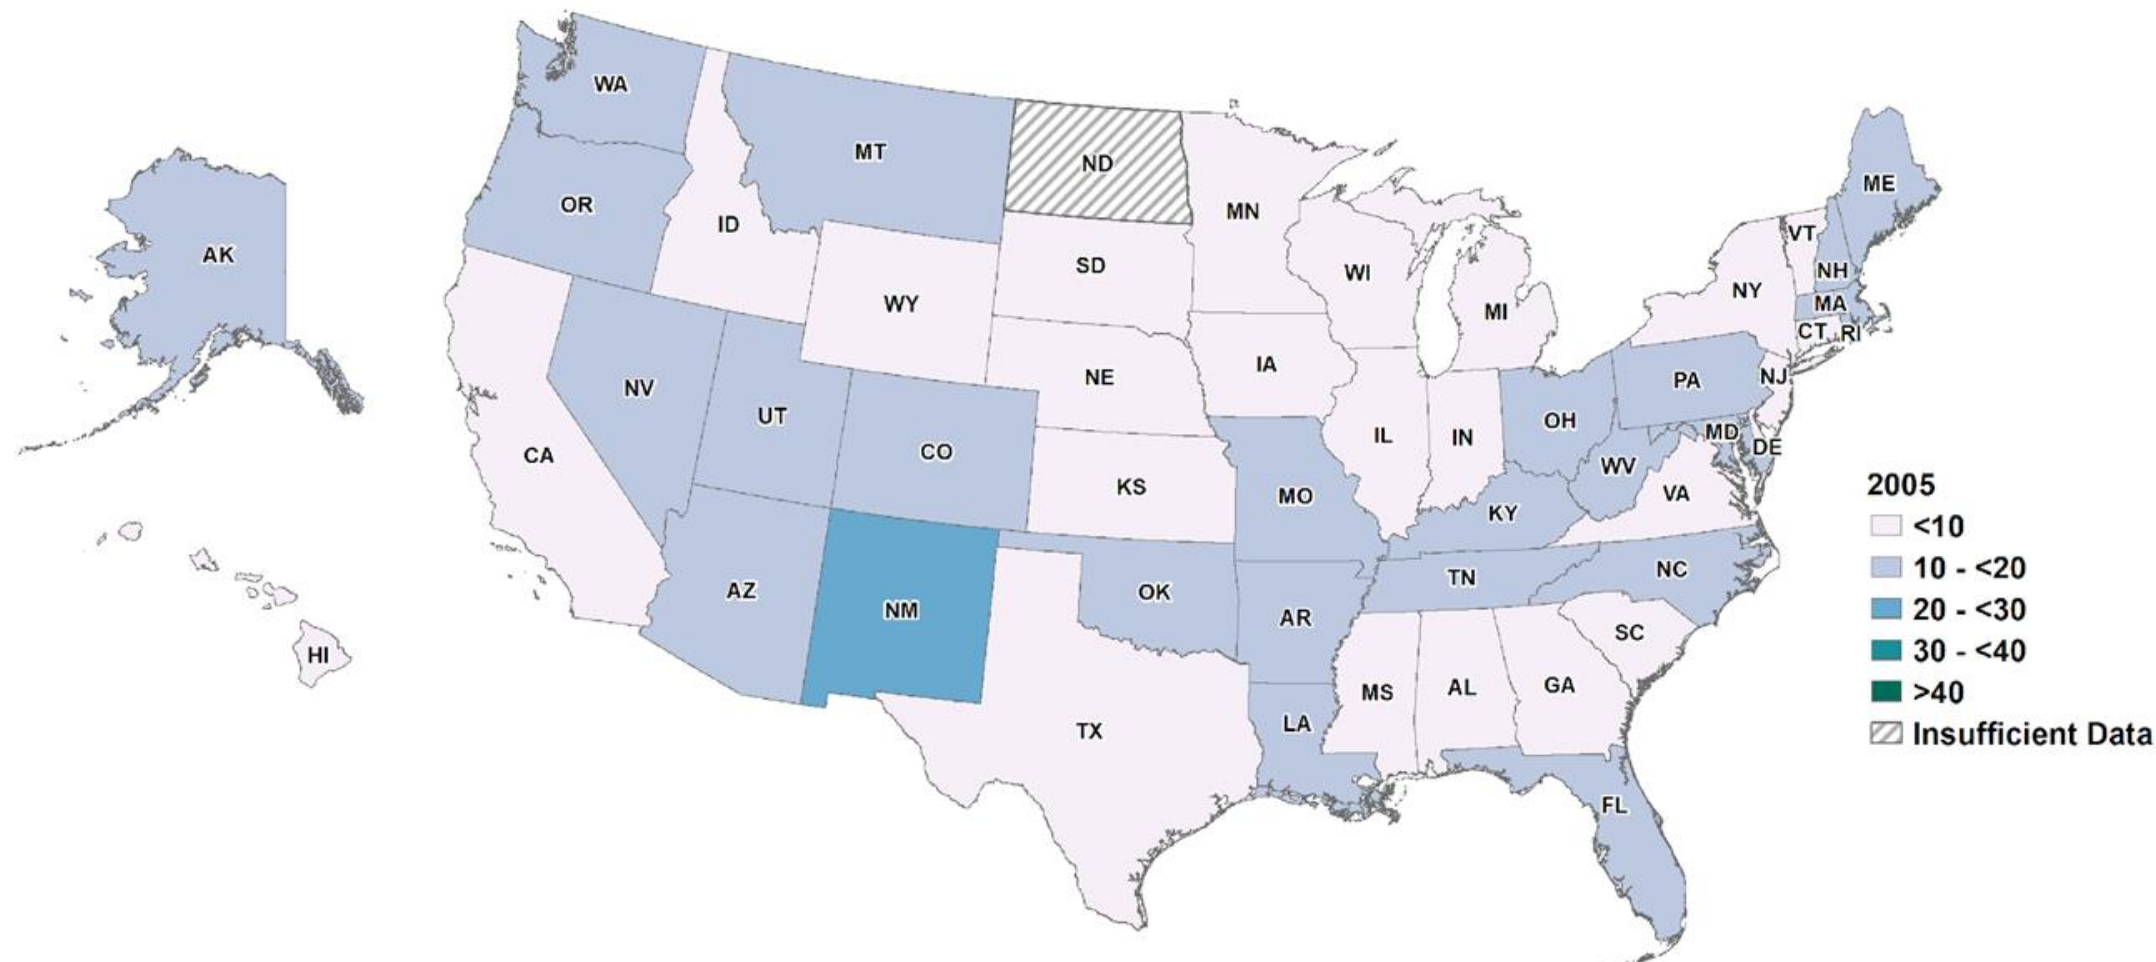 WA
MT
ND
MN
ME
OR
ID
SD
WI
MI
VT
NH
NY
MA
CT
RI
AK
WY
NE
IA
PA
NJ
NV
UT
CO
IL
IN
OH
MD
DE
WV
CA
KS
MO
KY
VA
AZ
NM
OK
AR
TN
NC
SC
HI
TX
LA
MS
AL
GA
FL
2005
<10
10 - <20
20 - <30
30 - <40
>40
Insufficient Data